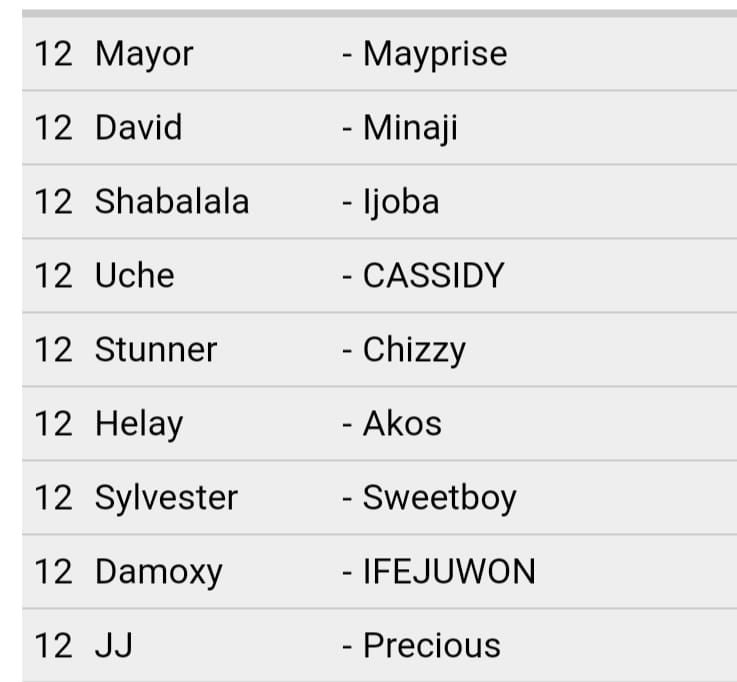 12 Mayor - Mayprise
12 David - Minaji
12 Shabalala - Ijoba
12 Uche - CASSIDY
12 Stunner - Chizzy
12 Helay - Akos
12 Sylvester - Sweetboy
12 Damoxy - IFEJUWON
12 JJ - Precious